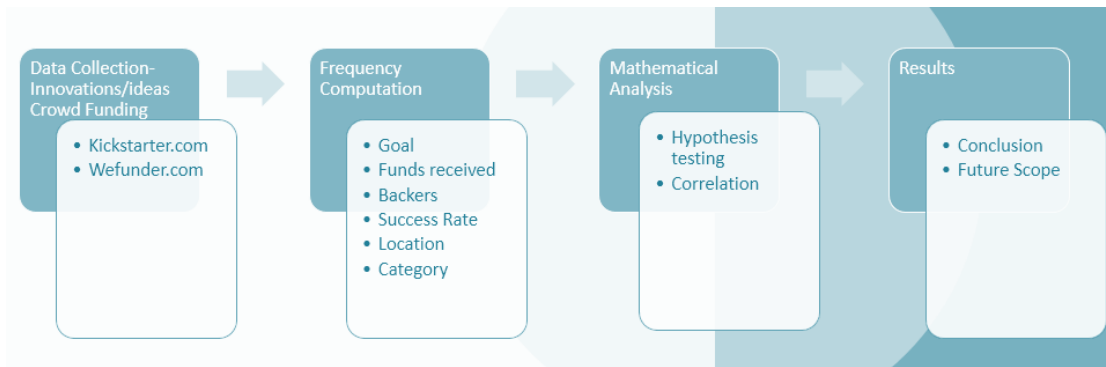 Data Collection-
Innovations/ideas
Crowd Funding
• Kickstarter.com
• Wefunder.com
Frequency
Computation
• Goal
• Funds received
• Backers
• Success Rate
• Location
• Category
Mathematical
Analysis
• Hypothesis
testing
• Correlation
Results
• Conclusion
• Future Scope